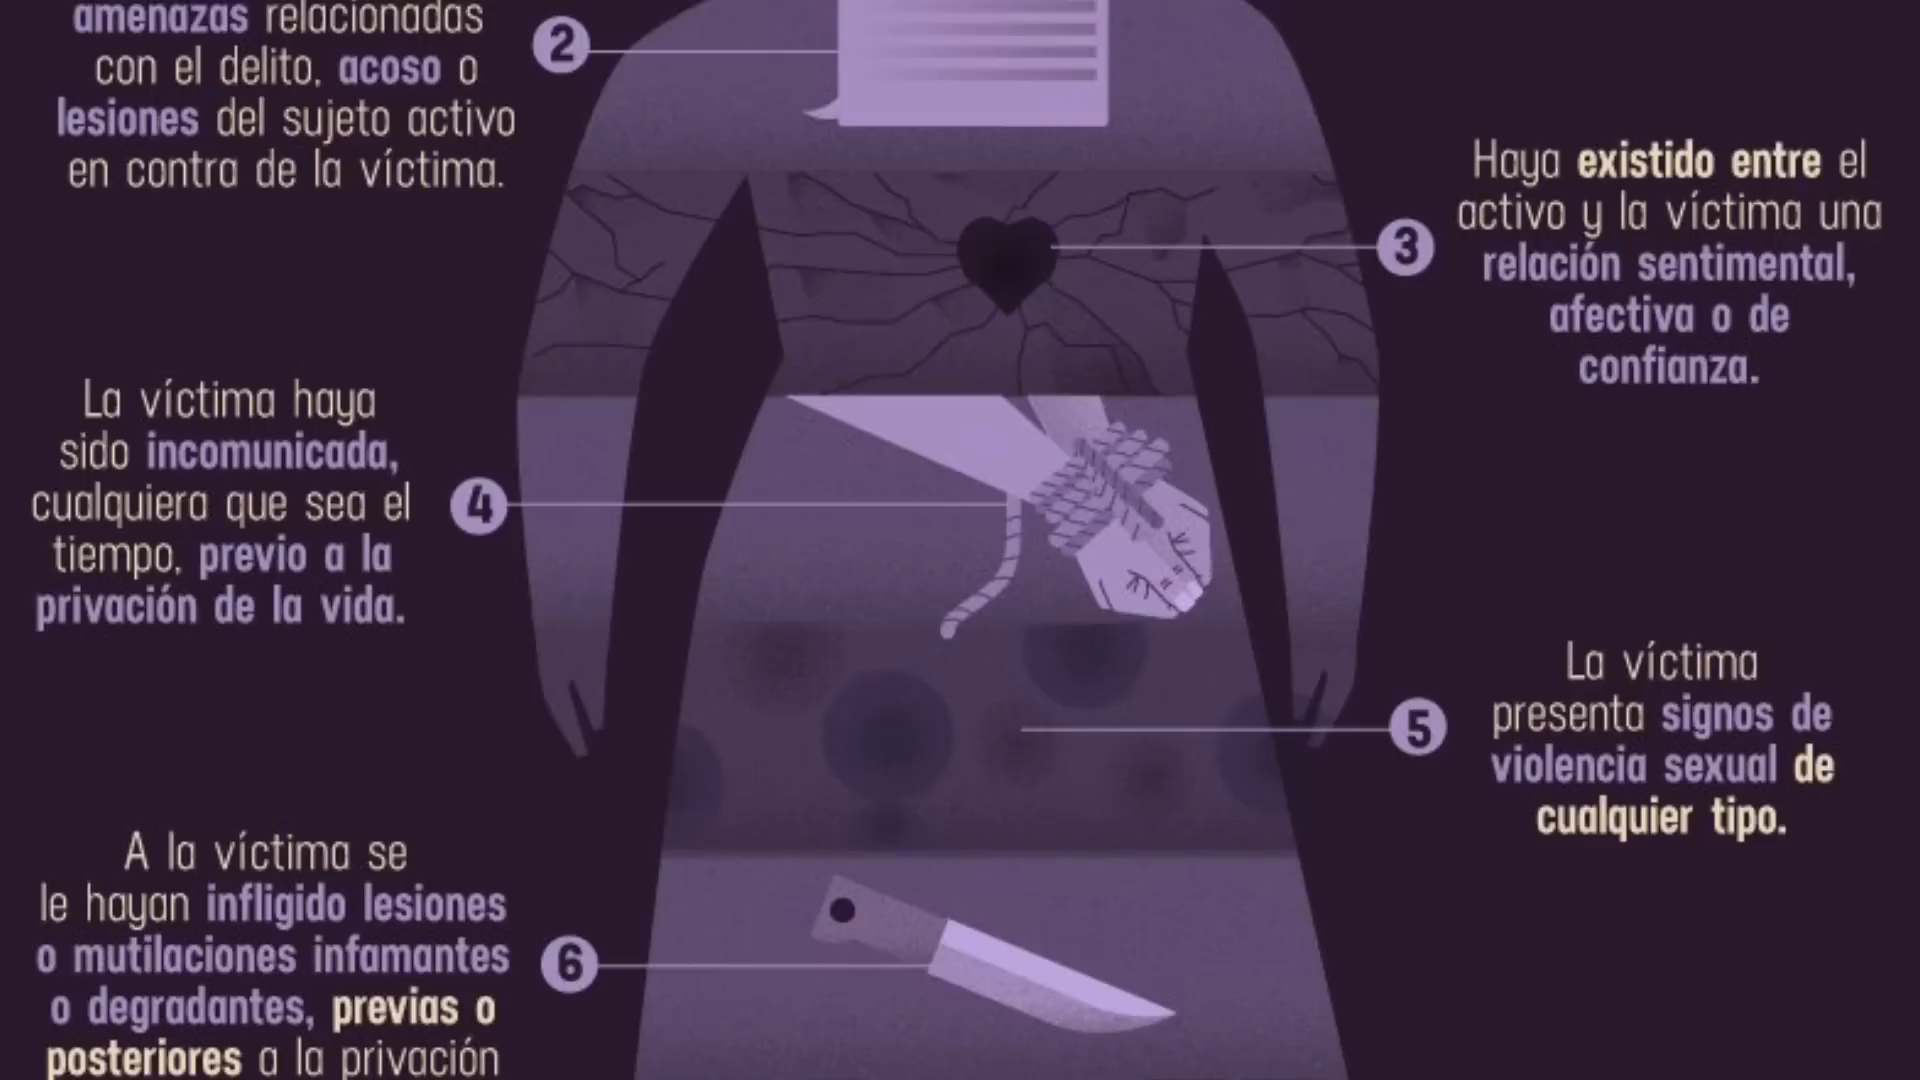 amenazas relacionadas
con el delito, acoso o
lesiones del sujeto activo
en contra de la víctima.
2
Haya existido entre el
activo y la víctima una
relación sentimental,
afectiva o de
confianza.
3
La víctima haya
sido incomunicada,
cualquiera que sea el
tiempo, previo a la
privación de la vida.
4
La víctima
presenta signos de
violencia sexual de
cualquier tipo.
5
A la víctima se
le hayan infligido lesiones
o mutilaciones infamantes
o degradantes, previas o
posteriores a la privación
6